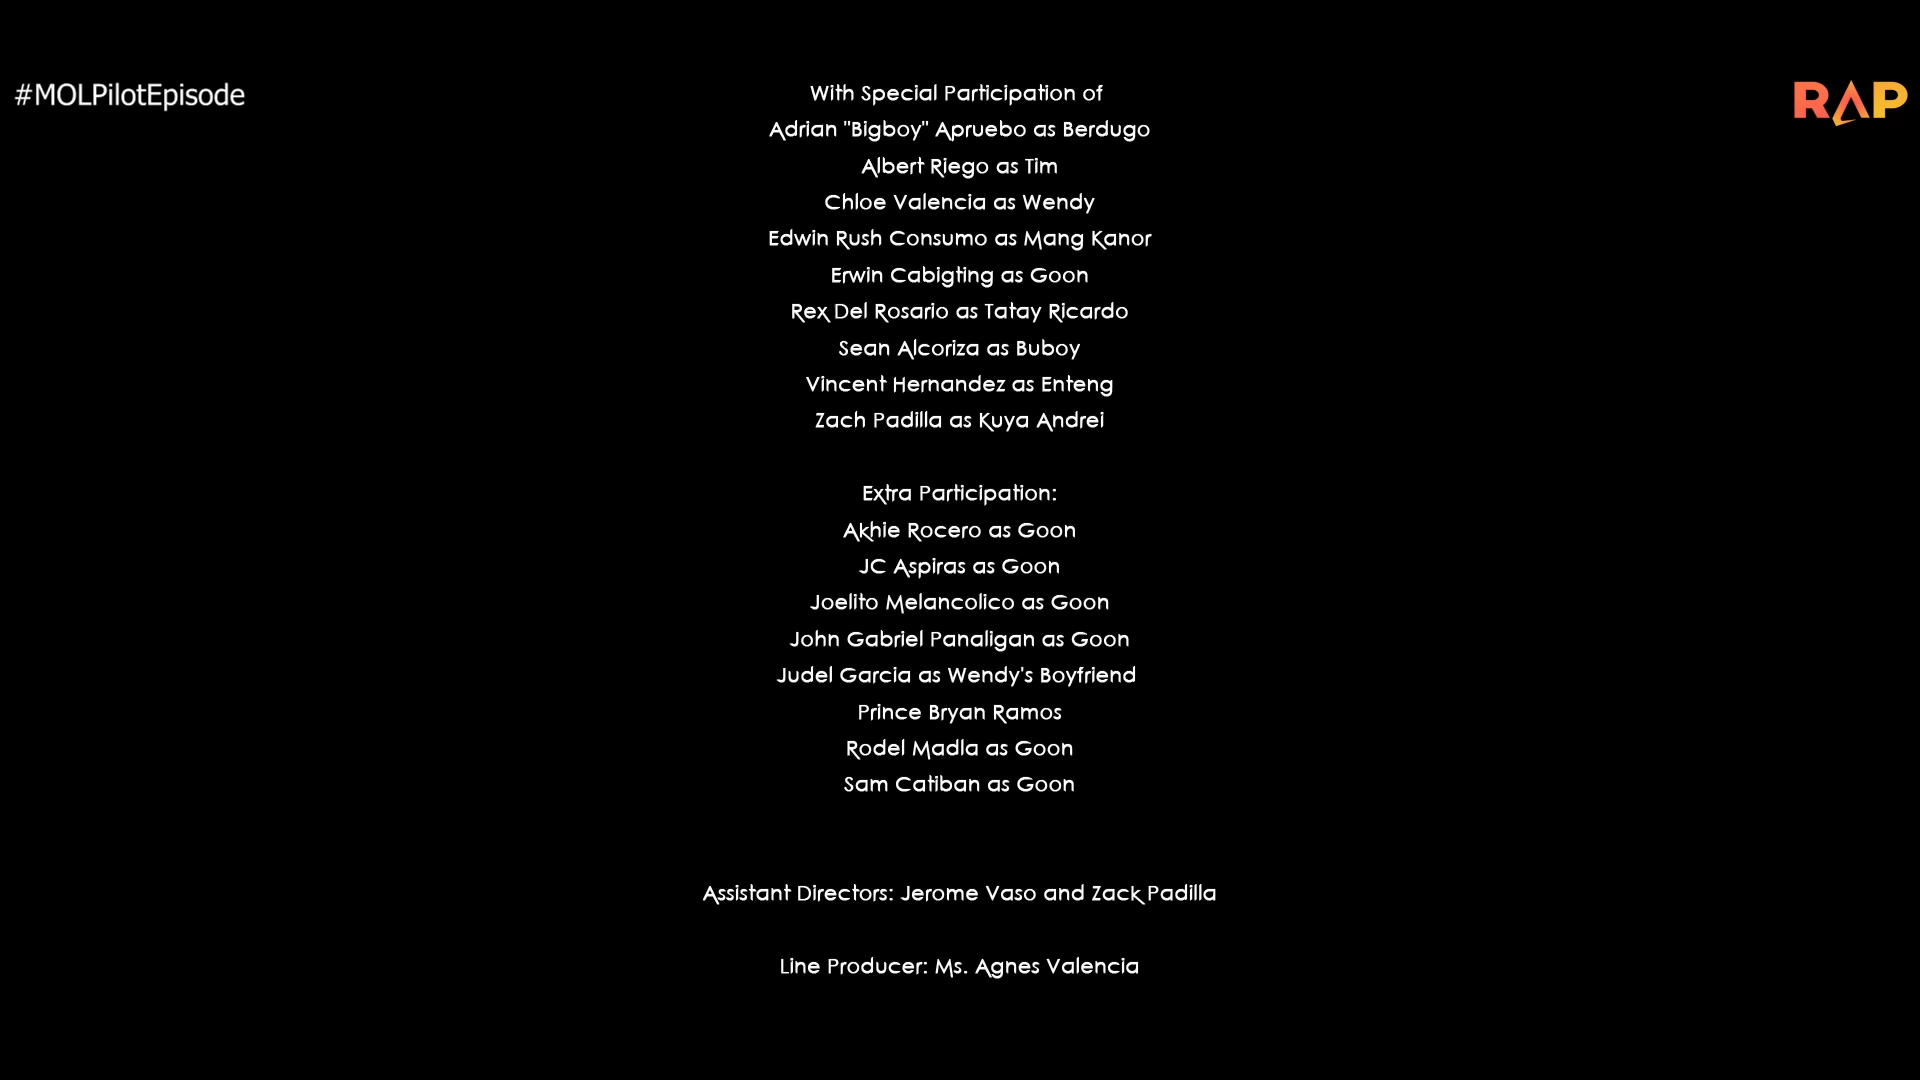 #MOLPilotEpisode
RAP
With Special Participation of
Adrian "Bigboy" Apruebo as Berdugo
Albert Riego as Tim
Chloe Valencia as Wendy
Edwin Rush Consumo as Mang Kanor
Erwin Cabigting as Goon
Rex Del Rosario as Tatay Ricardo
Sean Alcoriza as Buboy
Vincent Hernandez as Enteng
Zach Padilla as Kuya Andrei
Extra Participation:
Akhie Rocero as Goon
JC Aspiras as Goon
Joelito Melancolico as Goon
John Gabriel Panaligan as Goon
Judel Garcia as Wendy's Boyfriend
Prince Bryan Ramos
Rodel Madla as Goon
Sam Catiban as Goon
Assistant Directors: Jerome Vaso and Zack Padilla
Line Producer: Ms. Agnes Valencia